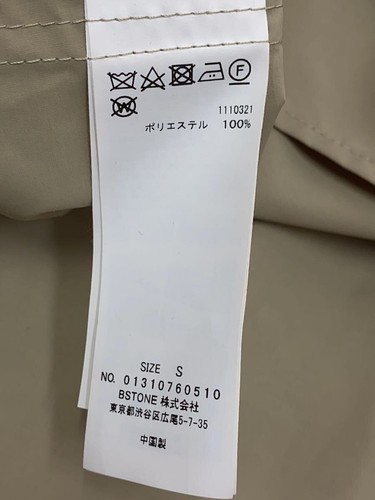 F
W
1110321
ポリエステル 100%
SIZE S
NO. 01310760510
BSTONE 株式会社
東京都渋谷区広尾5-7-35
中国製